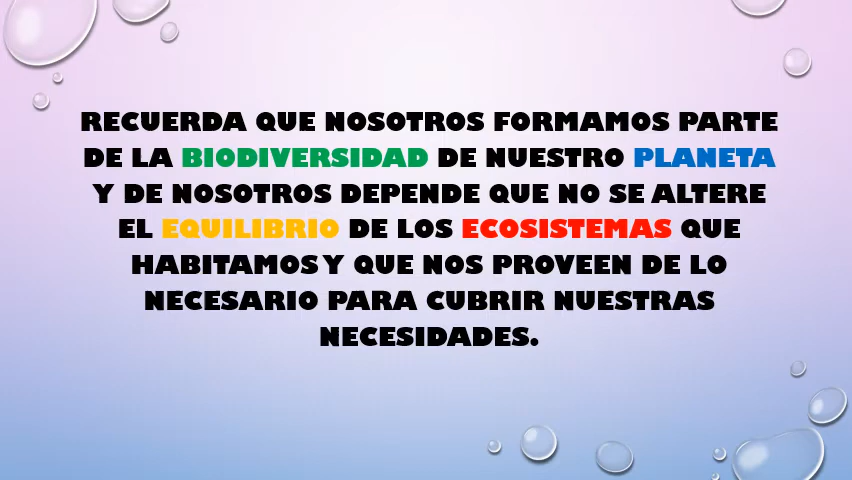 RECUERDA QUE NOSOTROS FORMAMOS PARTE
DE LA BIODIVERSIDAD DE NUESTRO PLANETA
Y DE NOSOTROS DEPENDE QUE NO SE ALTERE
EL EQUILIBRIO DE LOS ECOSISTEMAS QUE
HABITAMOS Y QUE NOS PROVEEN DE LO
NECESARIO PARA CUBRIR NUESTRAS
NECESIDADES.